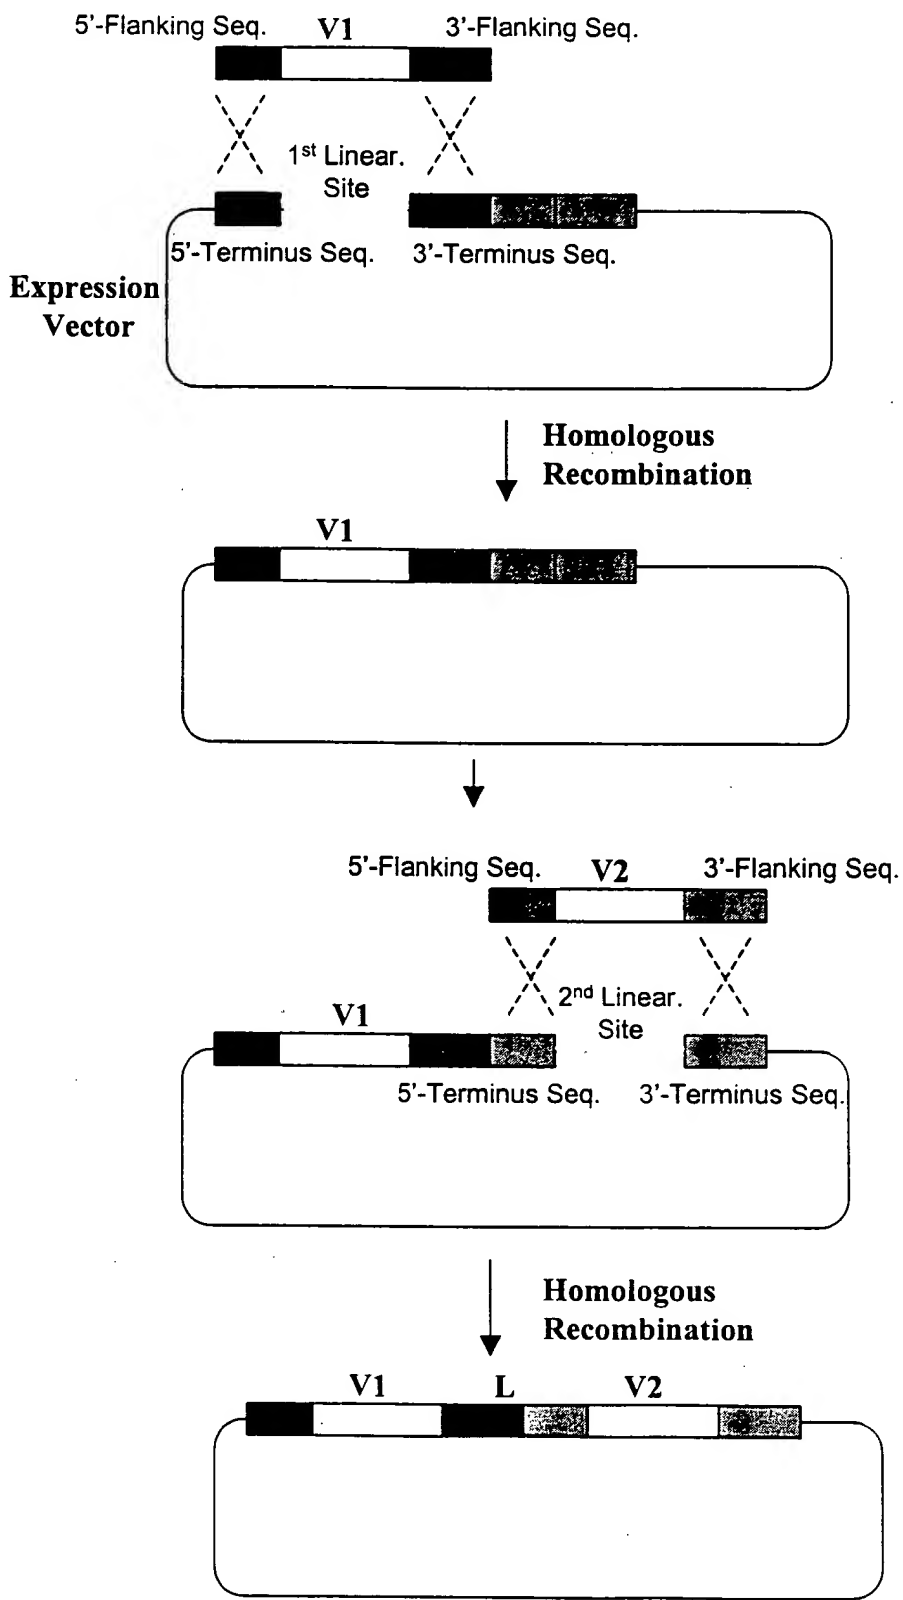 5'-Flanking Seq. V1 3'-Flanking Seq.
1st Linear.
Site
5'-Terminus Seq. 3'-Terminus Seq.
Expression
Vector
Homologous
Recombination
V1
5'-Flanking Seq. V2 3'-Flanking Seq.
2nd Linear.
Site
V1
5'-Terminus Seq. 3'-Terminus Seq.
Homologous
Recombination
V1 L V2